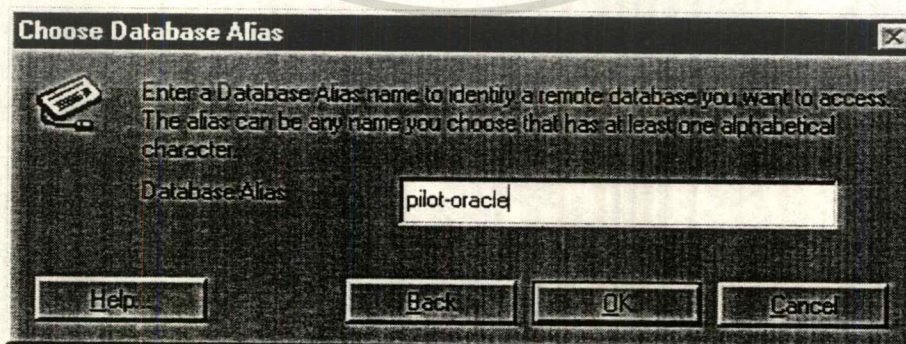 Choose Database Alias
Enter a Database Alias name to identify a remote database you want to access.
The alias can be any name you choose that has at least one alphabetical
character.
Database Alias
pilot-oracle
Help...
Back
OK
Cancel